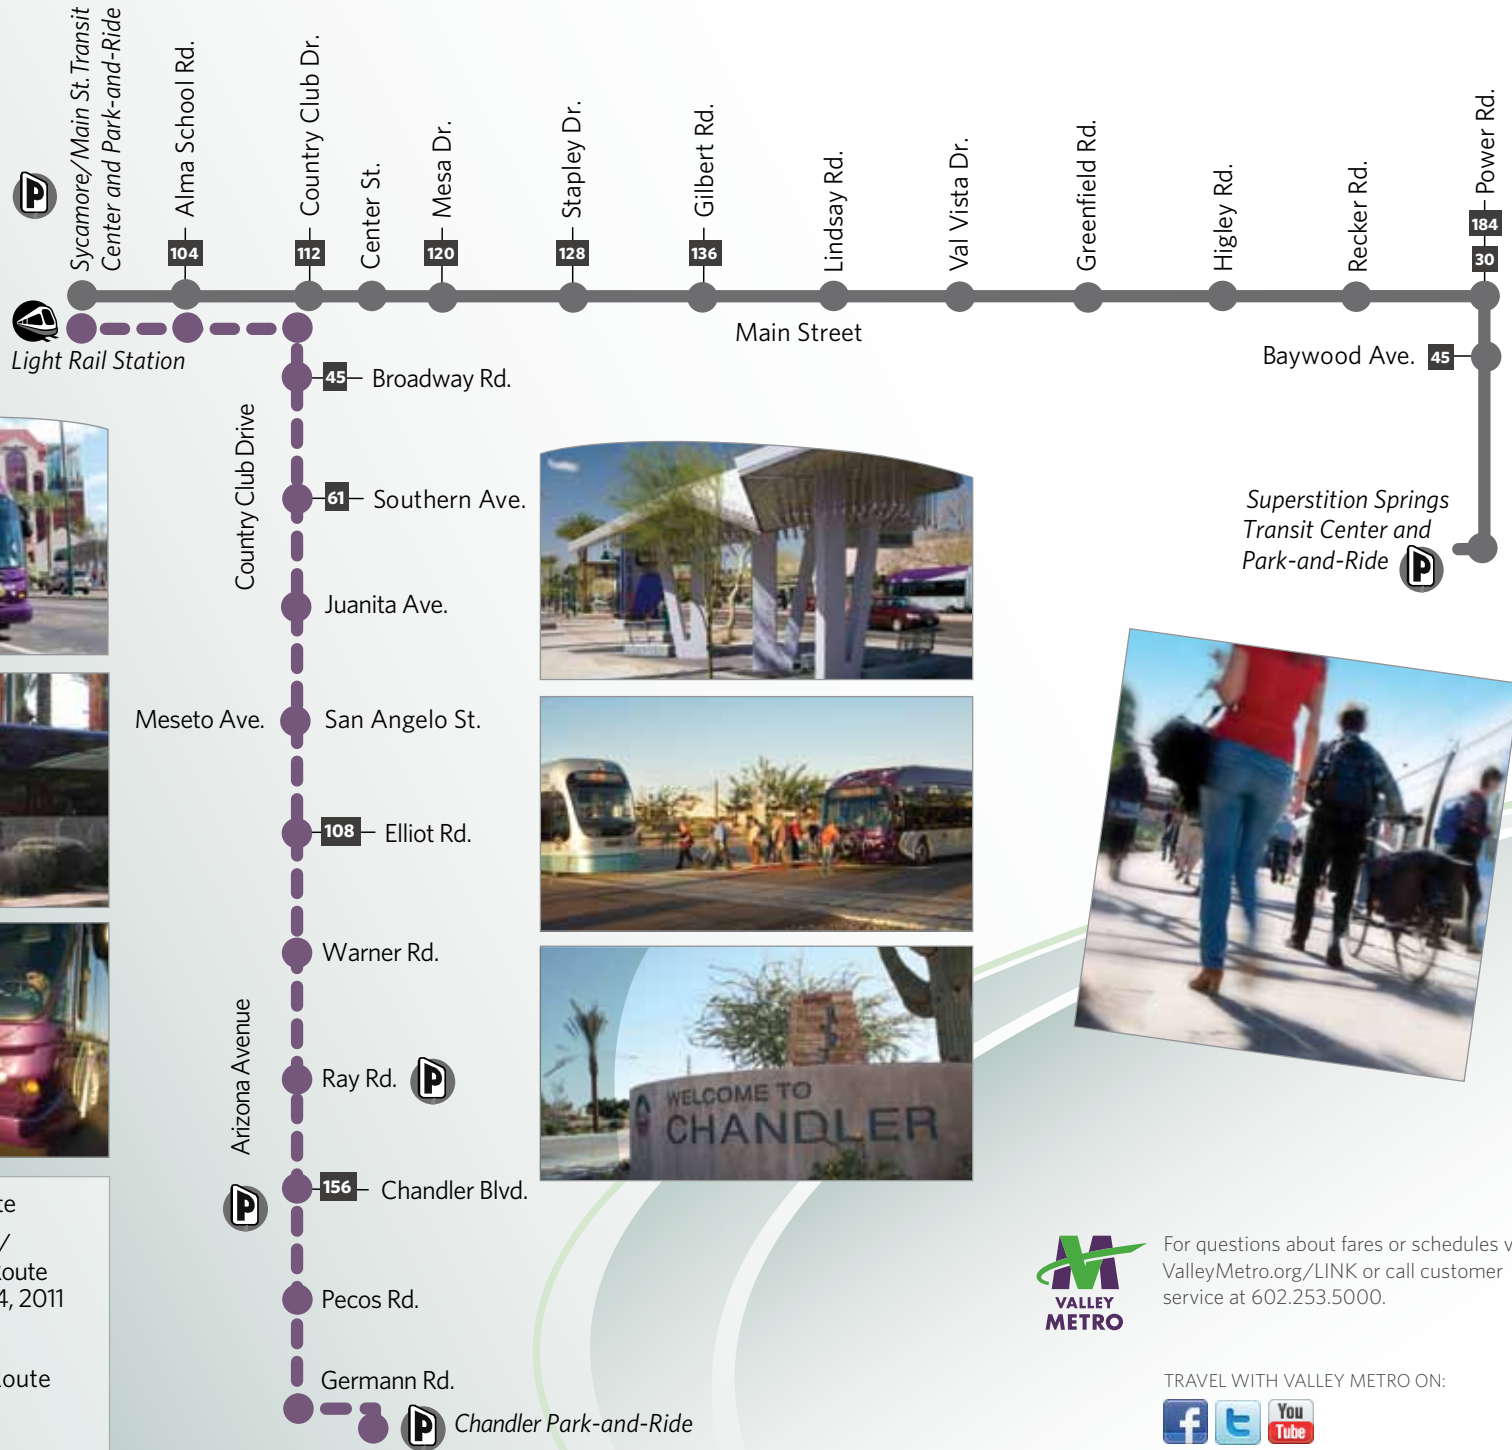 Sycamore/Main St. Transit
Center and Park-and-Ride
Alma School Rd.
Country Club Dr.
Center St.
Mesa Dr.
Stapley Dr.
Gilbert Rd.
Lindsay Rd.
Val Vista Dr.
Greenfield Rd.
Higley Rd.
Recker Rd.
Power Rd.
P
104
112
120
128
136
184
30
Light Rail Station
Main Street
Baywood Ave. 45
45 Broadway Rd.
Country Club Drive
61 Southern Ave.
Superstition Springs
Transit Center and
Park-and-Ride P
Juanita Ave.
Meseto Ave. San Angelo St.
108 Elliot Rd.
Warner Rd.
Arizona Avenue
Ray Rd. P
WELCOME TO
CHANDLER
P
156 Chandler Blvd.
Pecos Rd.
Germann Rd.
P Chandler Park-and-Ride
te
/
oute
4, 2011
oute
VALLEY
METRO
For questions about fares or schedules v
ValleyMetro.org/LINK or call customer
service at 602.253.5000.
TRAVEL WITH VALLEY METRO ON:
f t You
Tube